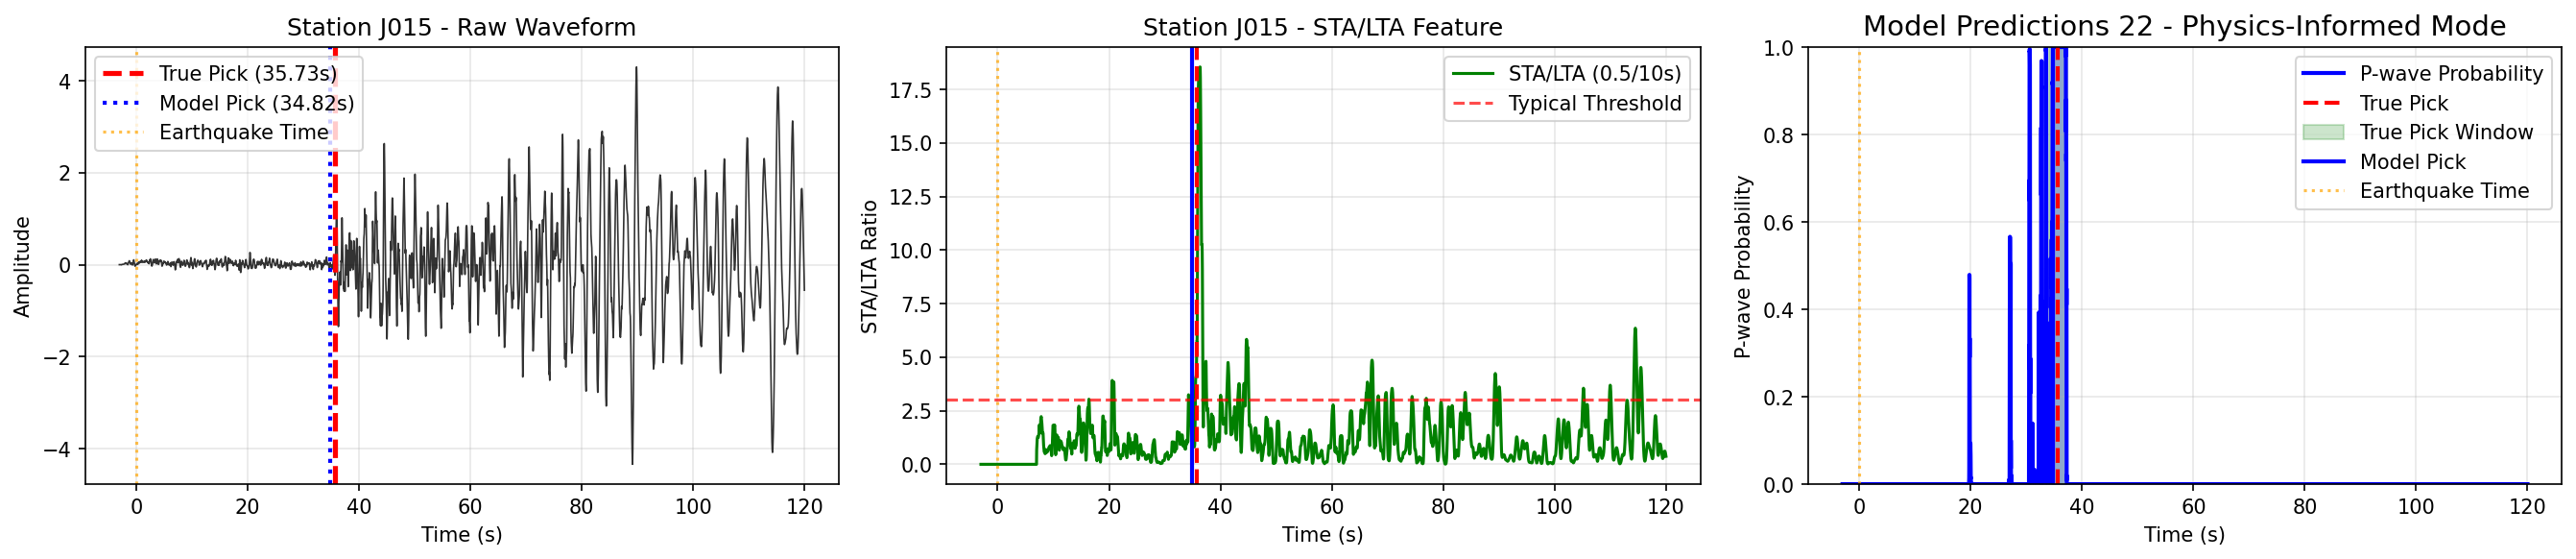 Station J015 - Raw Waveform
True Pick (35.73s)
Model Pick (34.82s)
Earthquake Time
Amplitude
4
2
0
−2
−4
0
20
40
60
80
100
120
Time (s)
Station J015 - STA/LTA Feature
STA/LTA (0.5/10s)
Typical Threshold
STA/LTA Ratio
17.5
15.0
12.5
10.0
7.5
5.0
2.5
0.0
0
20
40
60
80
100
120
Time (s)
Model Predictions 22 - Physics-Informed Mode
P-wave Probability
True Pick
True Pick Window
Model Pick
Earthquake Time
P-wave Probability
1.0
0.8
0.6
0.4
0.2
0.0
0
20
40
60
80
100
120
Time (s)